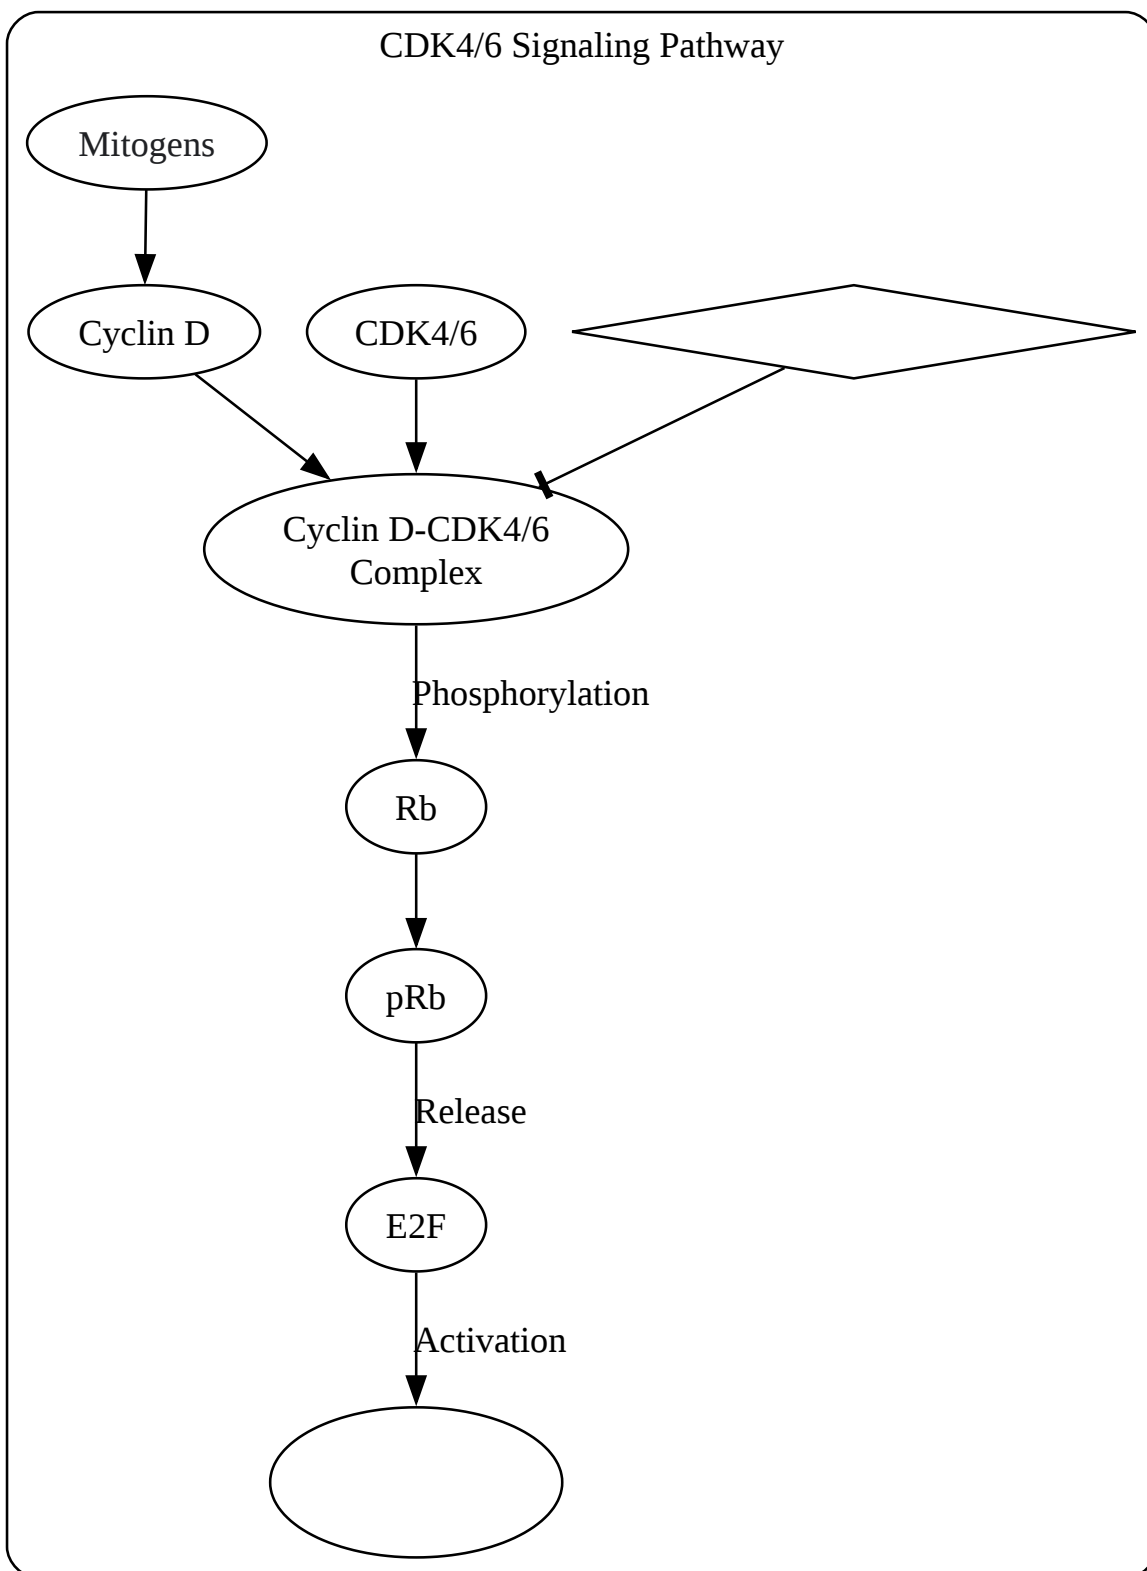 CDK4/6 Signaling Pathway
Mitogens
Cyclin D
CDK4/6
Cyclin D-CDK4/6
Complex
Phosphorylation
Rb
pRb
Release
E2F
Activation